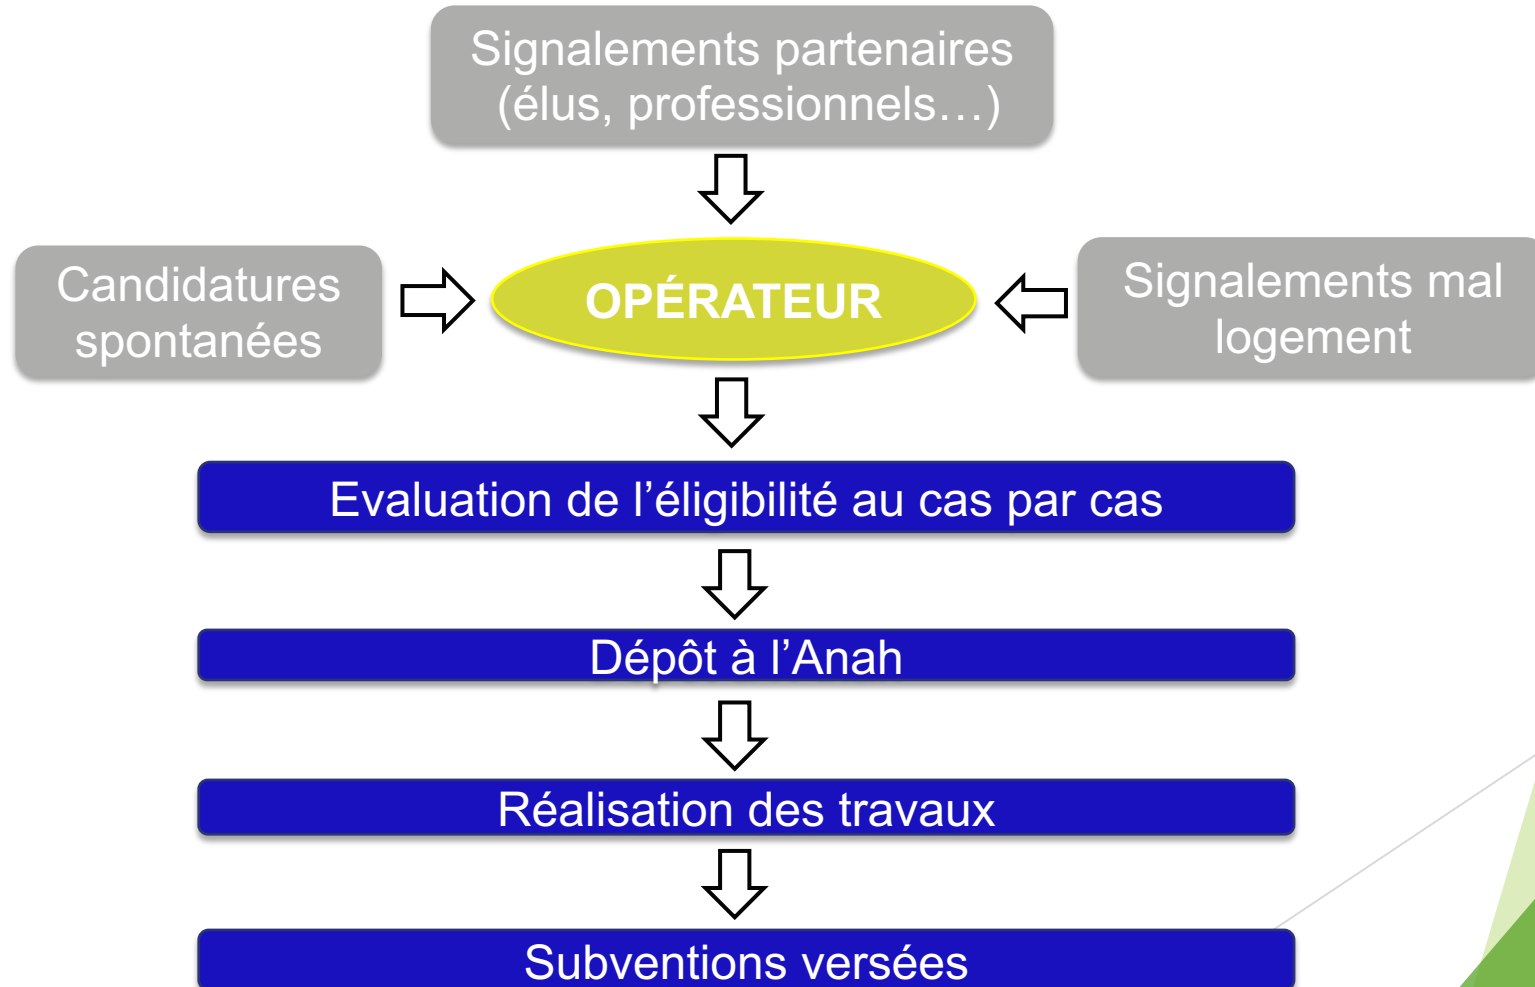 Signalements partenaires
(élus, professionnels…)
Candidatures
spontanées
OPÉRATEUR
Signalements mal
logement
Evaluation de l’éligibilité au cas par cas
Dépôt à l’Anah
Réalisation des travaux
Subventions versées